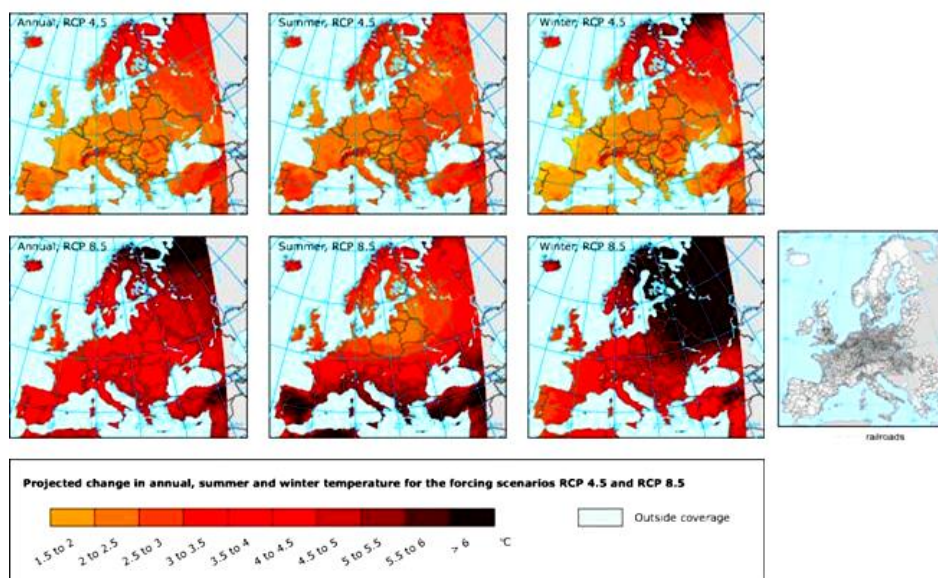 Annual, RCP 4.5
Summer, RCP 4.5
Winter, RCP 4.5
Annual, RCP 8.5
Summer, RCP 8.5
Winter, RCP 8.5
railroads
Projected change in annual, summer and winter temperature for the forcing scenarios RCP 4.5 and RCP 8.5
Outside coverage
1.5 to 2 2 to 2.5 2.5 to 3 3 to 3.5 3.5 to 4 4 to 4.5 4.5 to 5 5 to 5.5 5.5 to 6 > 6 °C